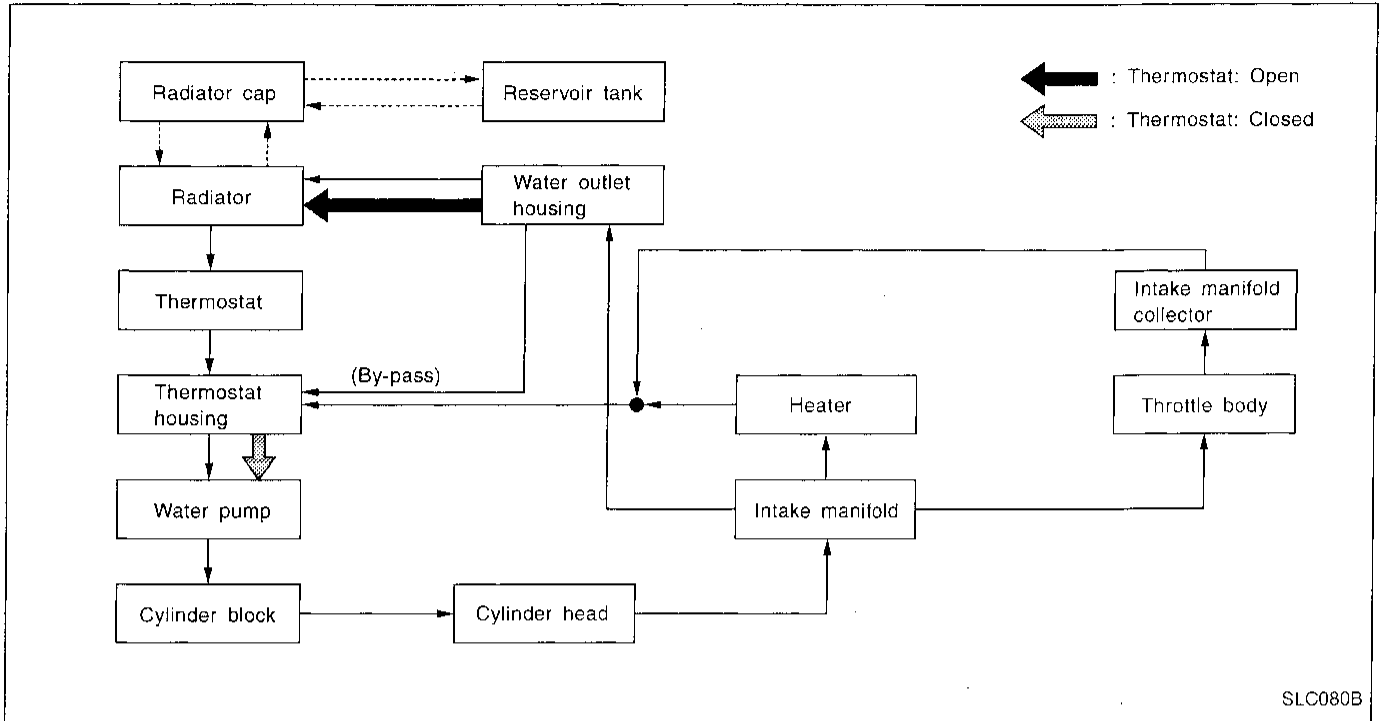 Radiator cap
Reservoir tank
: Thermostat: Open
: Thermostat: Closed
Radiator
Water outlet
housing
Thermostat
Intake manifold
collector
(By-pass)
Thermostat
housing
Heater
Throttle body
Water pump
Intake manifold
Cylinder block
Cylinder head
SLC080B